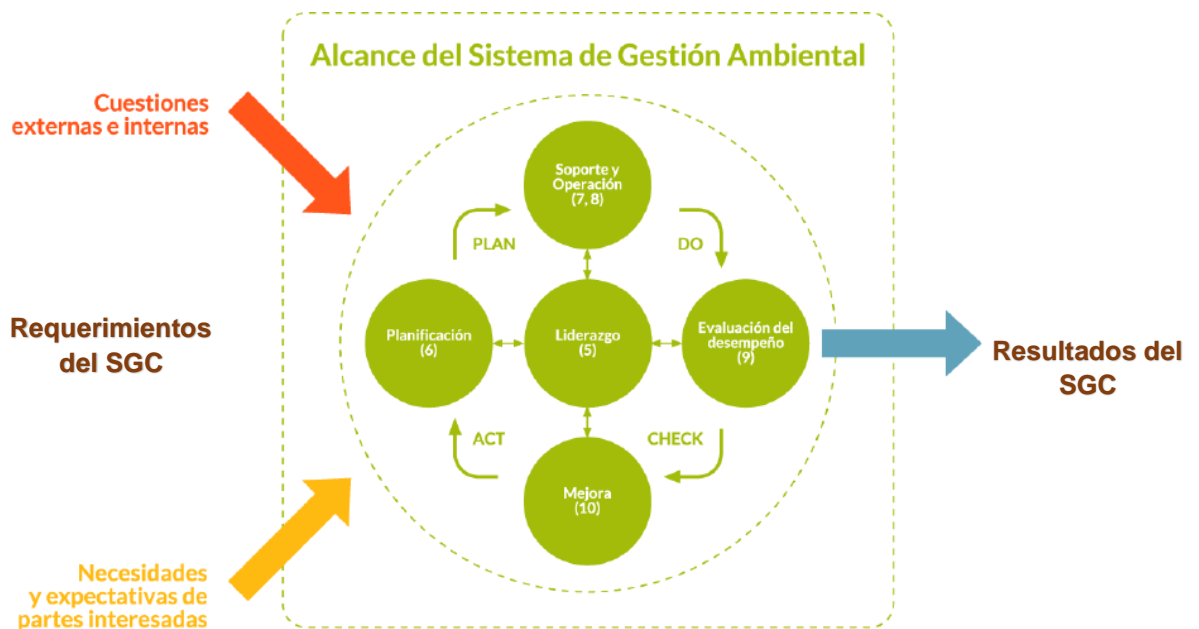 Alcance del Sistema de Gestión Ambiental
Cuestiones
externas e internas
Soporte y
Operación
(7, 8)
PLAN
DO
Requerimientos
del SGC
Planificación
(6)
Liderazgo
(5)
Evaluación del
desempeño
(9)
Resultados del
SGC
ACT
CHECK
Mejora
(10)
Necesidades
y expectativas de
partes interesadas